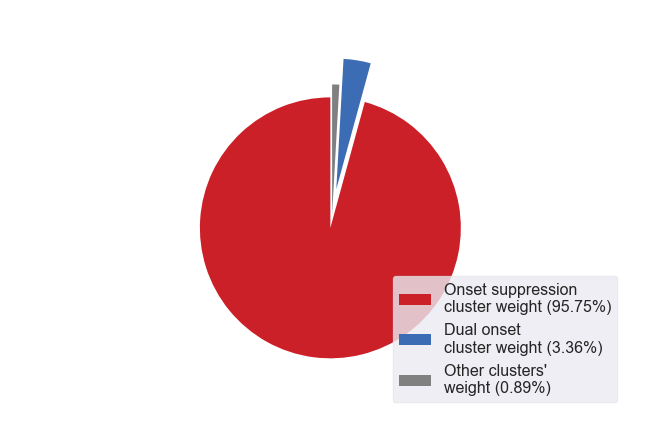 Onset suppression
cluster weight (95.75%)
Dual onset
cluster weight (3.36%)
Other clusters'
weight (0.89%)